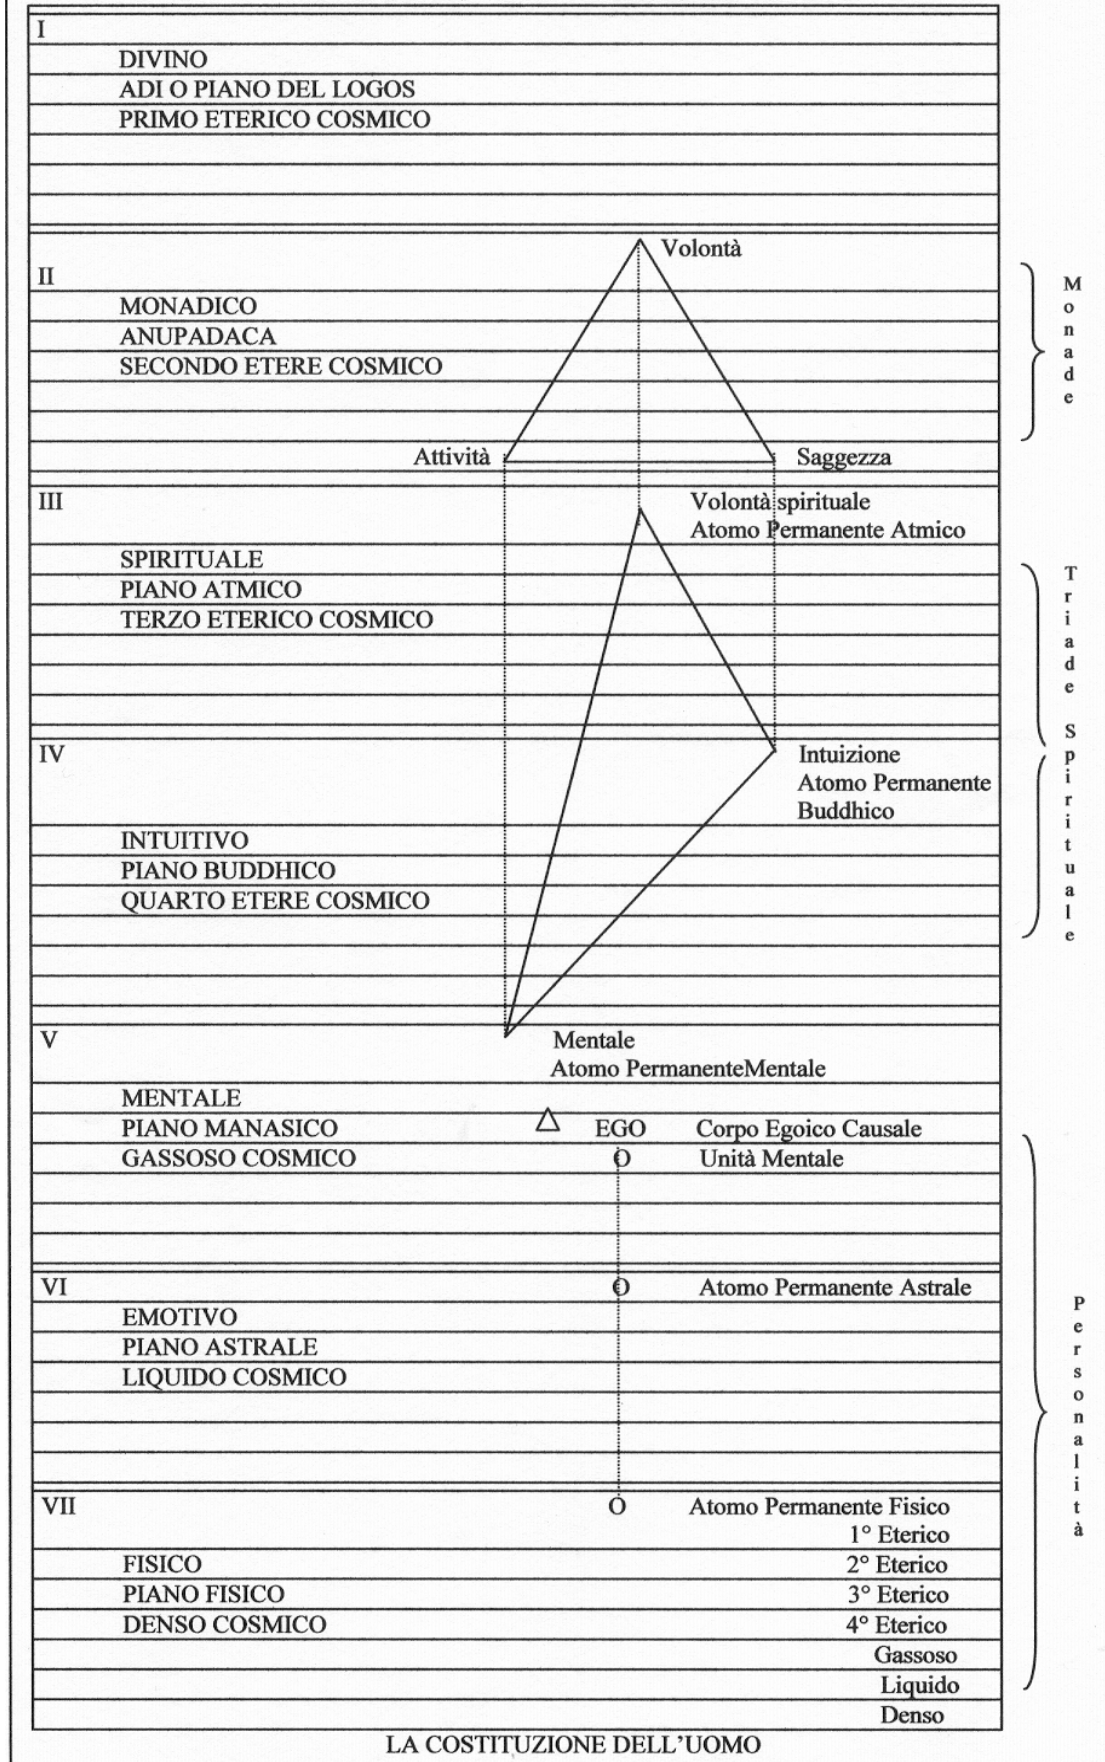 I
DIVINO
ADI O PIANO DEL LOGOS
PRIMO ETERICO COSMICO
Volontà
II
MONADICO
ANUPADACA
SECONDO ETERE COSMICO
Attività
Saggezza
Monade
III
Volontà spirituale
Atomo Permanente Atmico
SPIRITUALE
PIANO ATMICO
TERZO ETERICO COSMICO
Triade Spirituale
IV
Intuizione
Atomo Permanente
Buddhico
INTUITIVO
PIANO BUDDHICO
QUARTO ETERE COSMICO
V
Mentale
Atomo PermanenteMentale
MENTALE
PIANO MANASICO EGO Corpo Egoico Causale
GASSOSO COSMICO O Unità Mentale
VI O Atomo Permanente Astrale
EMOTIVO
PIANO ASTRALE
LIQUIDO COSMICO
Personalità
VII O Atomo Permanente Fisico
1° Eterico
FISICO 2° Eterico
PIANO FISICO 3° Eterico
DENSO COSMICO 4° Eterico
Gassoso
Liquido
Denso
LA COSTITUZIONE DELL'UOMO